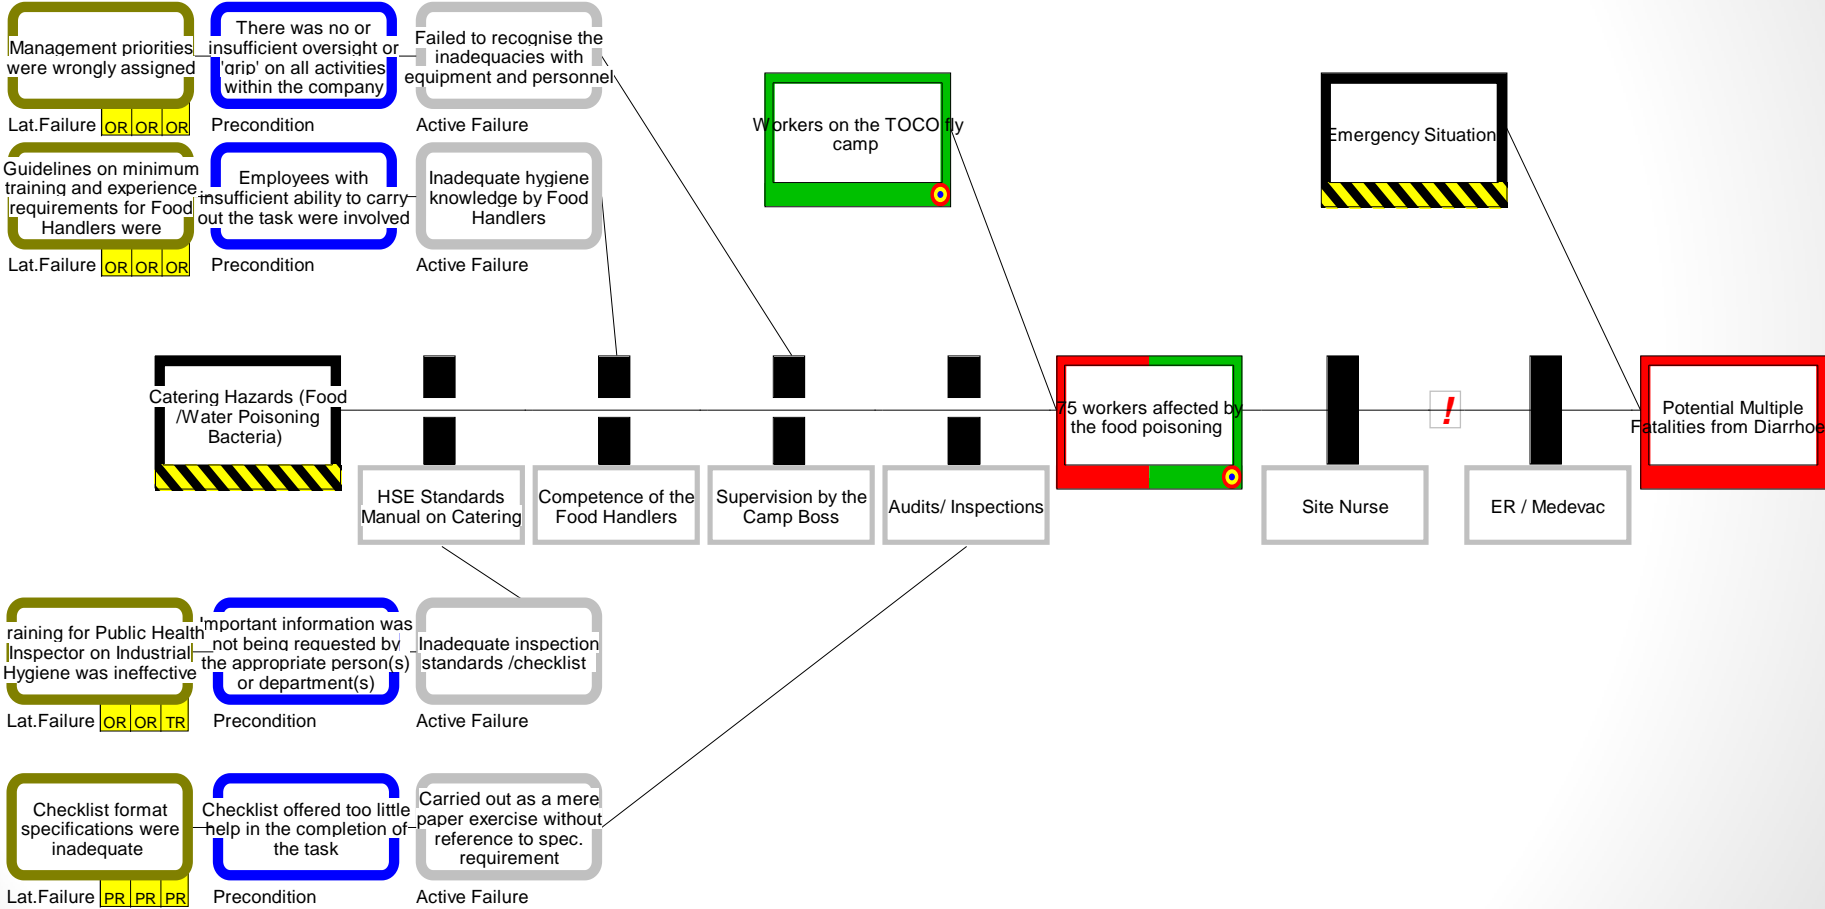 Management priorities
were wrongly assigned
There was no or
insufficient oversight or
'grip' on all activities
within the company
Failed to recognise the
inadequacies with
equipment and personnel
Lat.Failure OR OR OR
Precondition
Active Failure
Guidelines on minimum
training and experience
requirements for Food
Handlers were
Employees with
insufficient ability to carry
out the task were involved
Inadequate hygiene
knowledge by Food
Handlers
Lat.Failure OR OR OR
Precondition
Active Failure
Workers on the TOCO fly
camp
Emergency Situation
Catering Hazards (Food
/Water Poisoning
Bacteria)
75 workers affected by
the food poisoning
!
Potential Multiple
Fatalities from Diarrhoe
HSE Standards
Manual on Catering
Competence of the
Food Handlers
Supervision by the
Camp Boss
Audits/ Inspections
Site Nurse
ER / Medevac
raining for Public Health
Inspector on Industrial
Hygiene was ineffective
Important information was
not being requested by
the appropriate person(s)
or department(s)
Inadequate inspection
standards /checklist
Lat.Failure OR OR TR
Precondition
Active Failure
Checklist format
specifications were
inadequate
Checklist offered too little
help in the completion of
the task
Carried out as a mere
paper exercise without
reference to spec.
requirement
Lat.Failure PR PR PR
Precondition
Active Failure